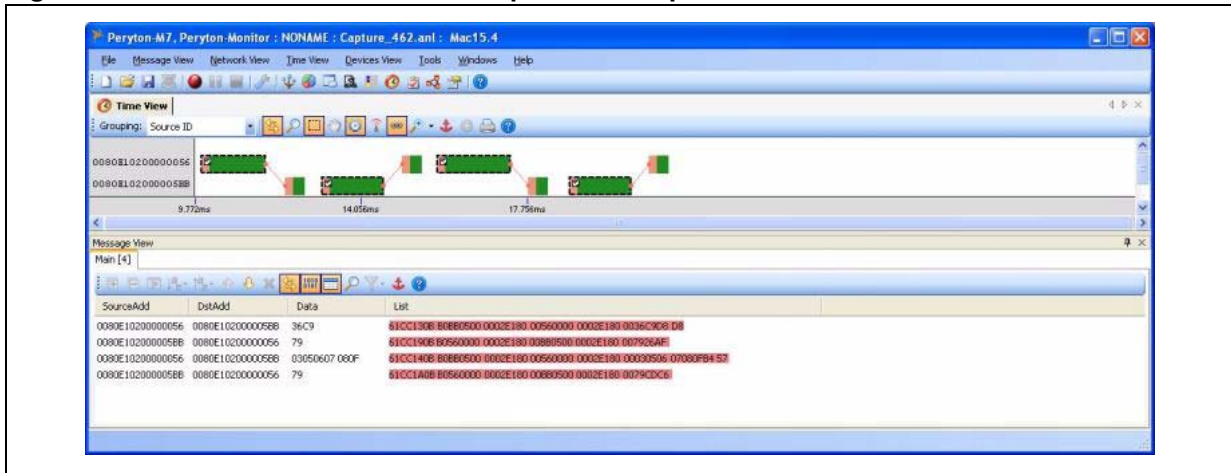 Peryton-M7, Peryton-Monitor : NONAME : Capture_462.anl : Mac15.4
File Message View Network View Time View Devices View Tools Windows Help
Time View
Grouping: Source ID
0080E10200000056
0080E102000005BB
9.772ms 14.056ms 17.756ms
Message View
Main [4]
SourceAdd DstAdd Data List
0080E10200000056 0080E102000005BB 36C9 61CC130B B0BB0500 0002E180 00560000 0002E180 0036C9D8 D8
0080E102000005BB 0080E10200000056 79 61CC190B B0560000 0002E180 00BB0500 0002E180 007926AF
0080E10200000056 0080E102000005BB 03050607 080F 61CC140B B0BB0500 0002E180 00560000 0002E180 00030506 07080FB4 57
0080E102000005BB 0080E10200000056 79 61CC1A0B B0560000 0002E180 00BB0500 0002E180 0079CDC6